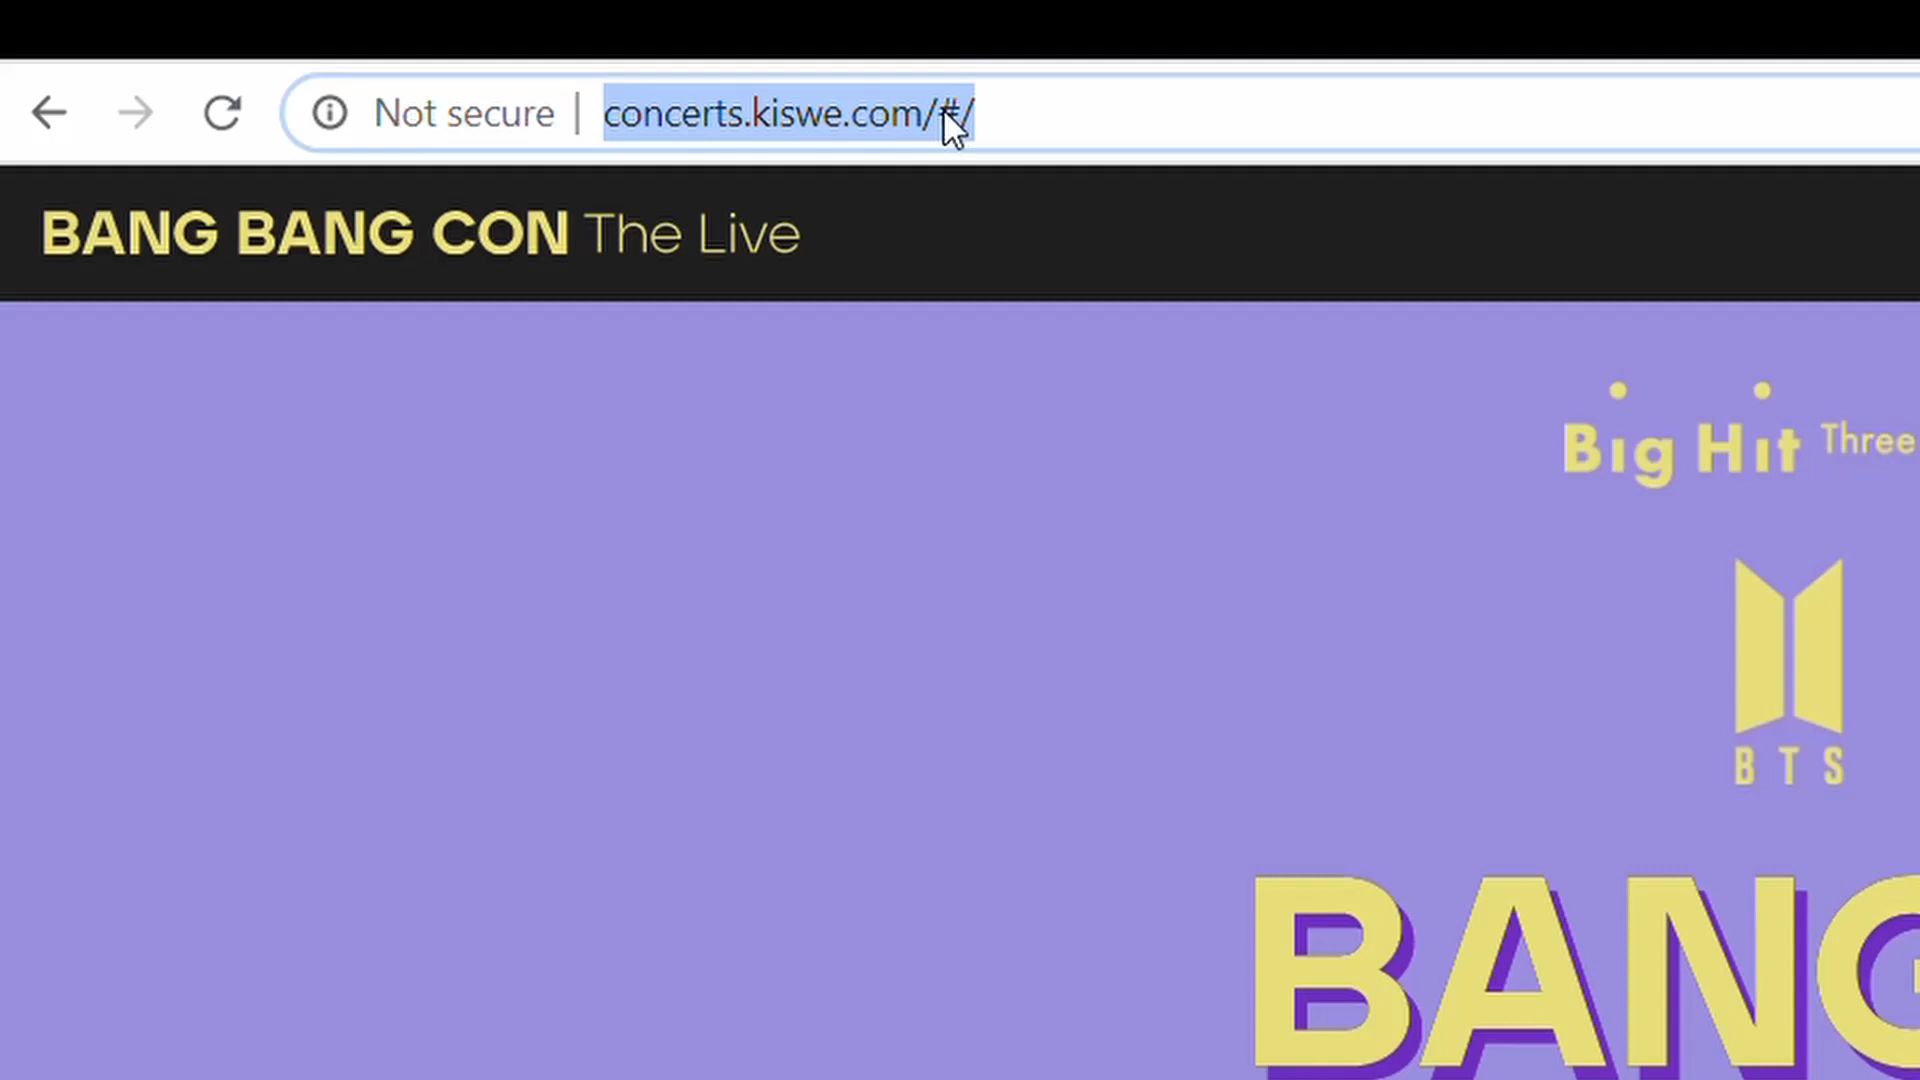 Not secure | concerts.kiswe.com/#/
BANG BANG CON The Live
Big Hit Three
BTS
BANG